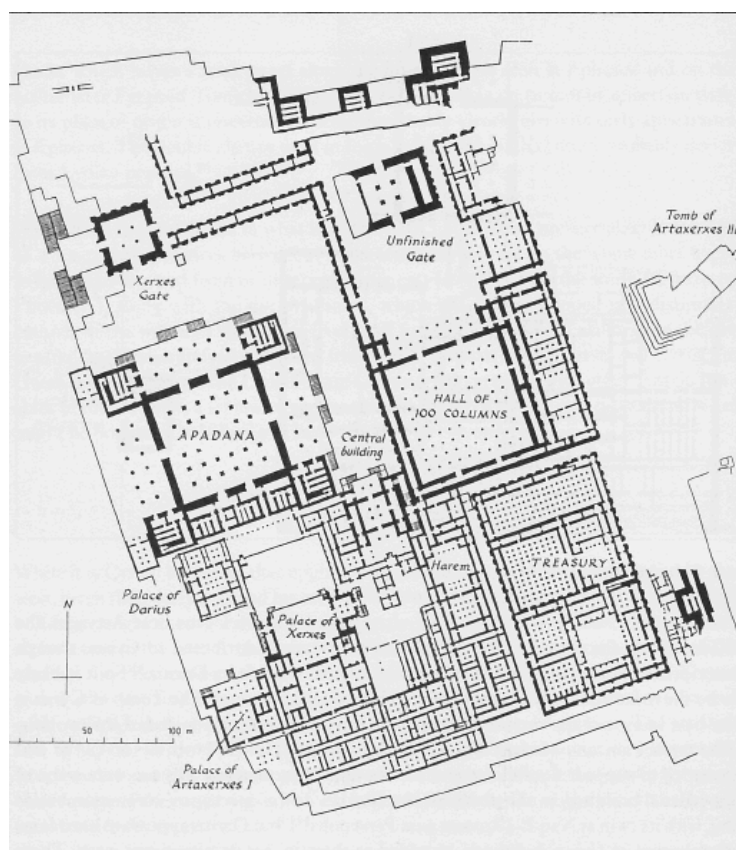 Tomb of
Artaxerxes III
Unfinished
Gate
Xerxes
Gate
HALL OF
100 COLUMNS
APADANA
Central
building
Harem
TREASURY
Palace of
Darius
Palace of
Xerxes
N
50
100 m
Palace of
Artaxerxes I